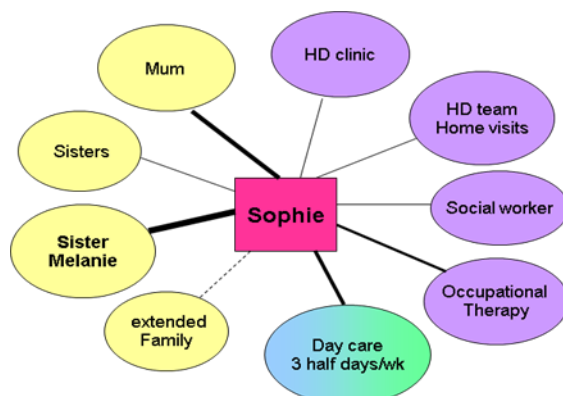 Mum
HD clinic
HD team
Home visits
Sisters
Sophie
Social worker
Sister
Melanie
Occupational
Therapy
extended
Family
Day care
3 half days/wk